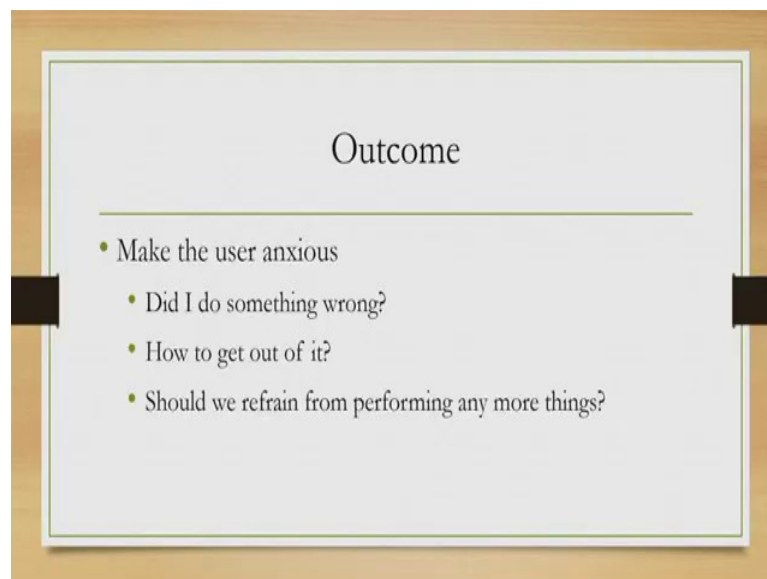 Outcome
• Make the user anxious
• Did I do something wrong?
• How to get out of it?
• Should we refrain from performing any more things?